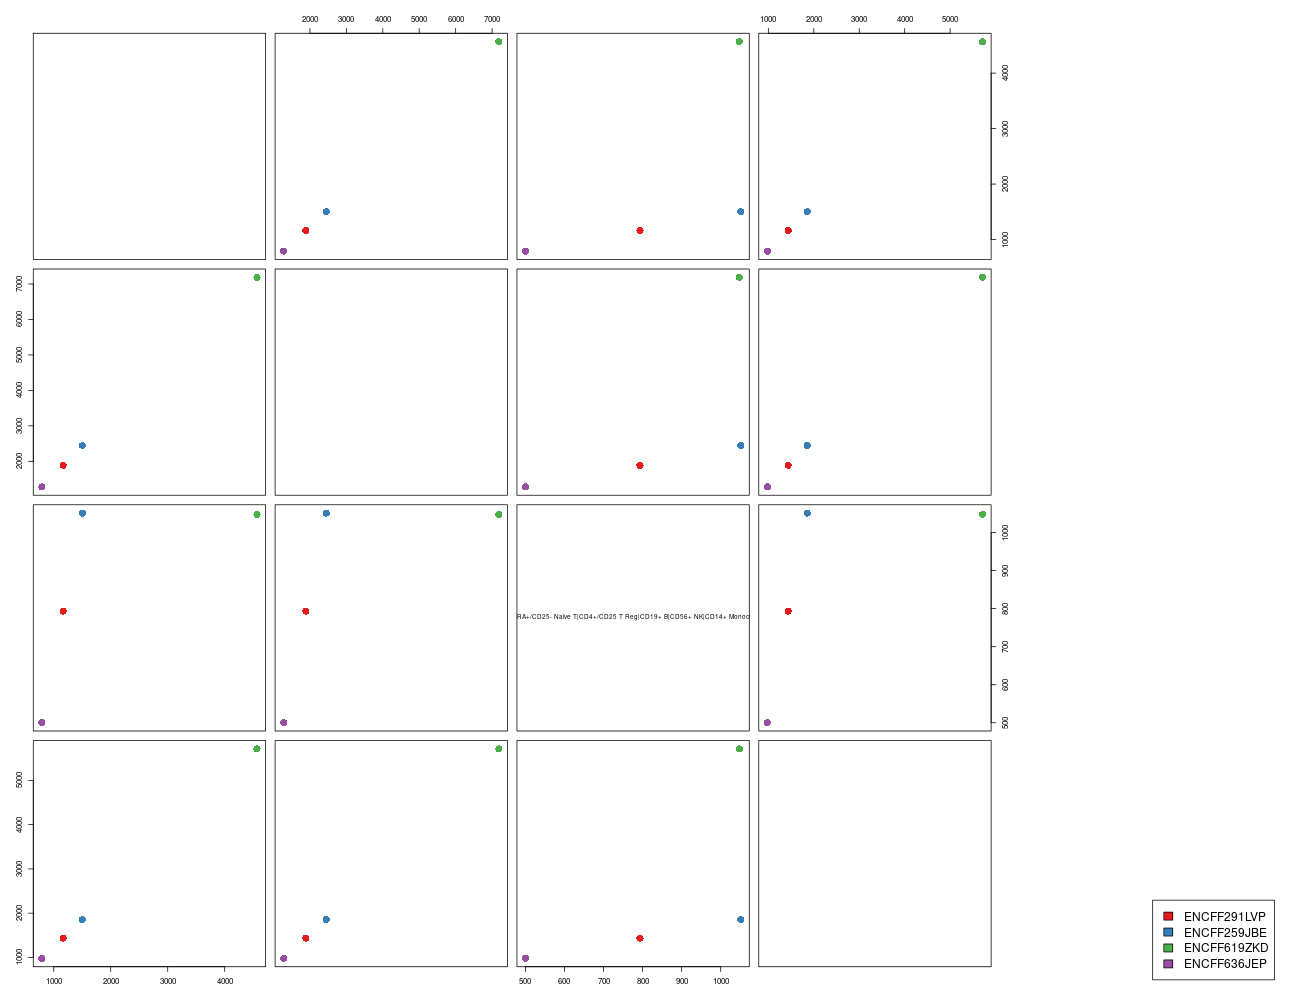 2000 3000 4000 5000 6000 7000
1000 2000 3000 4000 5000
4000
3000
2000
1000
7000
6000
5000
4000
3000
2000
RA+/CD25- Naive T|CD4+/CD25 T Reg|CD19+ B|CD56+ NK|CD14+ Monoc
1000
900
800
700
600
500
5000
4000
3000
2000
1000
1000 2000 3000 4000
500 600 700 800 900 1000
ENCFF291LVP
ENCFF259JBE
ENCFF619ZKD
ENCFF636JEP